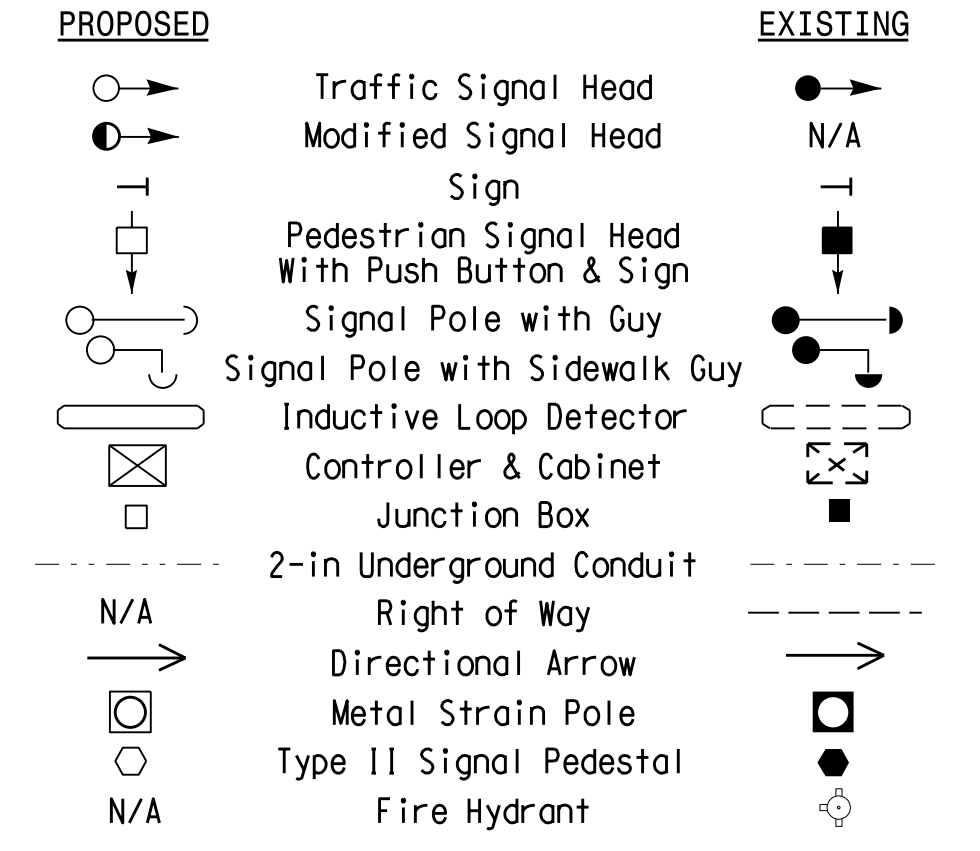 PROPOSED EXISTING
Traffic Signal Head
Modified Signal Head N/A
Sign
Pedestrian Signal Head
With Push Button & Sign
Signal Pole with Guy
Signal Pole with Sidewalk Guy
Inductive Loop Detector
Controller & Cabinet
Junction Box
2-in Underground Conduit
N/A Right of Way
Directional Arrow
Metal Strain Pole
Type II Signal Pedestal
N/A Fire Hydrant